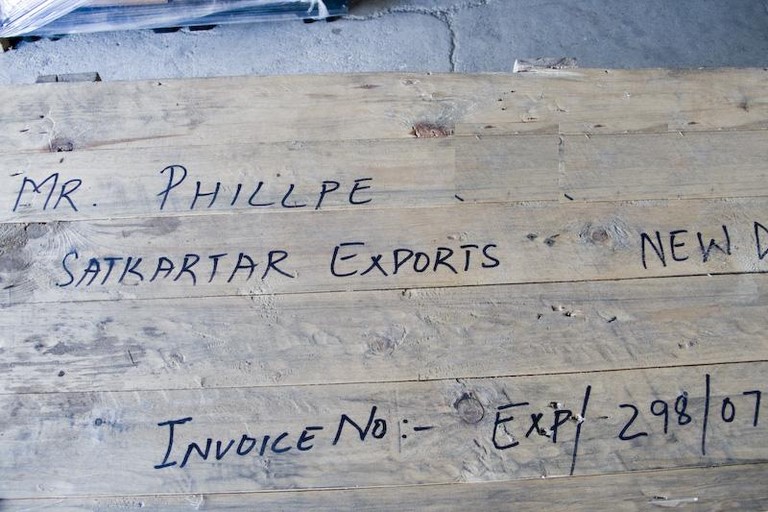 MR. PHILLPE
SATKARTAR EXPORTS NEW D
INVOICE NO:- EXP/ 298/07